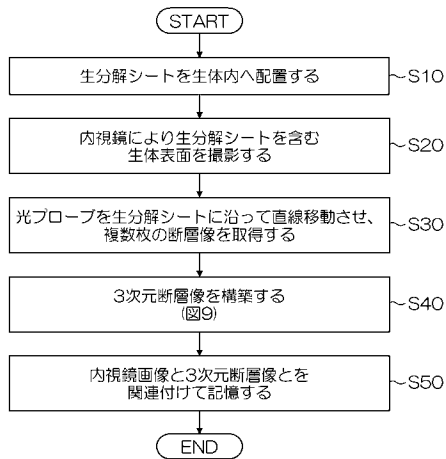 START
生分解シートを生体内へ配置する
S10
内視鏡により生分解シートを含む
生体表面を撮影する
S20
光プローブを生分解シートに沿って直線移動させ、
複数枚の断層像を取得する
S30
3次元断層像を構築する
(図9)
S40
内視鏡画像と3次元断層像とを
関連付けて記憶する
S50
END